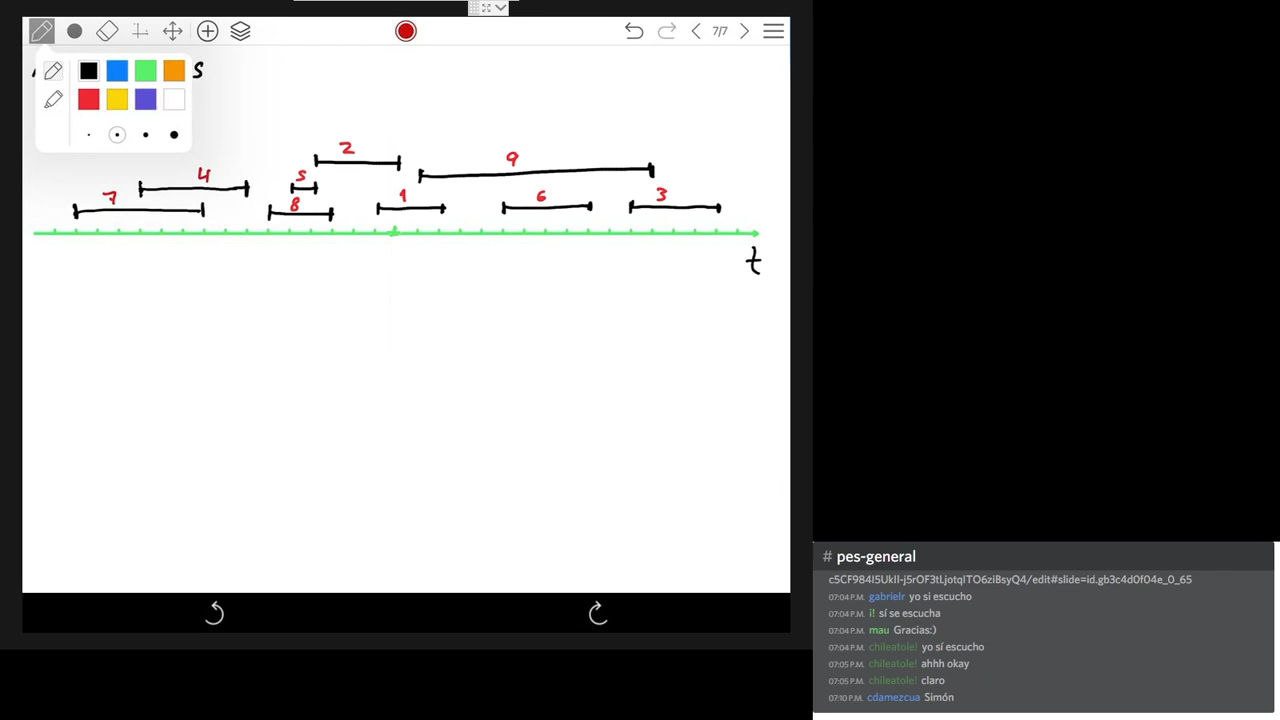 7/7
s
2
9
4
s
7
8
1
6
3
t
# pes-general
c5CF984I5UkII-j5rOF3tLjotqITO6ziBsyQ4/edit#slide=id.gb3c4d0f04e_0_65
07:04 P.M. gabrielr yo si escucho
07:04 P.M. i! sí se escucha
07:04 P.M. mau Gracias:)
07:04 P.M. chileatole! yo sí escucho
07:05 P.M. chileatole! ahhh okay
07:05 P.M. chileatole! claro
07:10 P.M. cdamezcua Simón